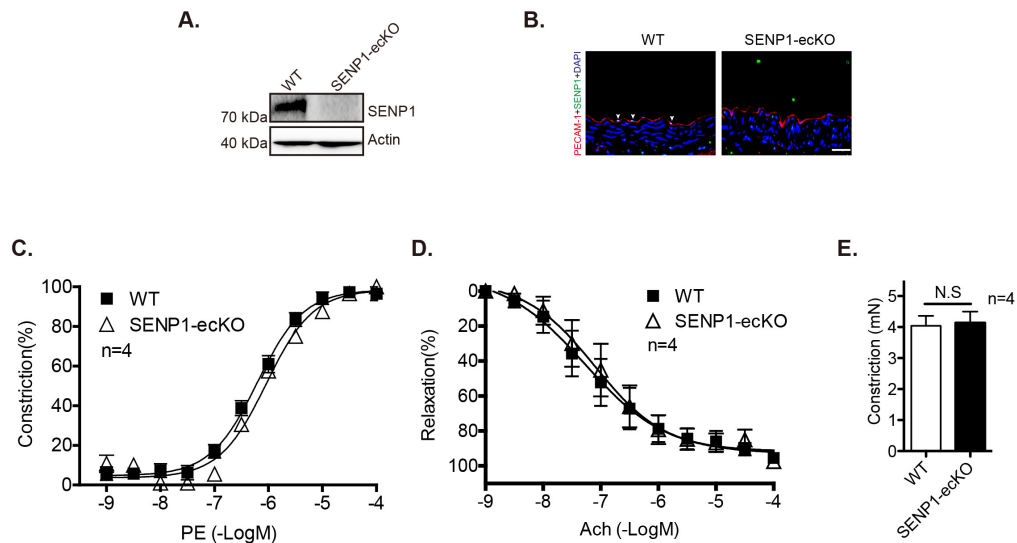 A.
WT
SENP1-ecKO
70 kDa
SENP1
40 kDa
Actin
B.
WT
SENP1-ecKO
PECAM-1+SENP1+DAPI
C.
Constriction(%)
100
80
60
40
20
0
WT
SENP1-ecKO
n=4
-9
-8
-7
-6
-5
-4
PE (-LogM)
D.
Relaxation(%)
0
20
40
60
80
100
WT
SENP1-ecKO
n=4
-9
-8
-7
-6
-5
-4
Ach (-LogM)
E.
Constriction (mN)
5
4
3
2
1
0
N.S
n=4
WT
SENP1-ecKO